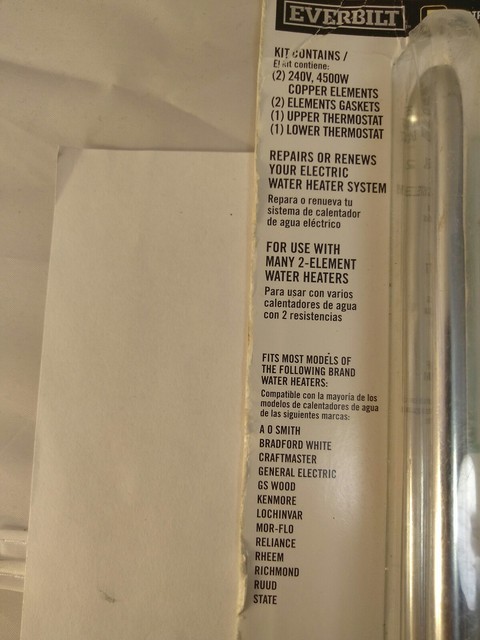 EVERBILT
KIT CONTAINS /
El kit contiene:
(2) 240V, 4500W
COPPER ELEMENTS
(2) ELEMENTS GASKETS
(1) UPPER THERMOSTAT
(1) LOWER THERMOSTAT
REPAIRS OR RENEWS
YOUR ELECTRIC
WATER HEATER SYSTEM
Repara o renueva tu
sistema de calentador
de agua eléctrico
FOR USE WITH
MANY 2-ELEMENT
WATER HEATERS
Para usar con varios
calentadores de agua
con 2 resistencias
FITS MOST MODELS OF
THE FOLLOWING BRAND
WATER HEATERS:
Compatible con la mayoría de los
modelos de calentadores de agua
de las siguientes marcas:
A O SMITH
BRADFORD WHITE
CRAFTMASTER
GENERAL ELECTRIC
GS WOOD
KENMORE
LOCHINVAR
MOR-FLO
RELIANCE
RHEEM
RICHMOND
RUUD
STATE